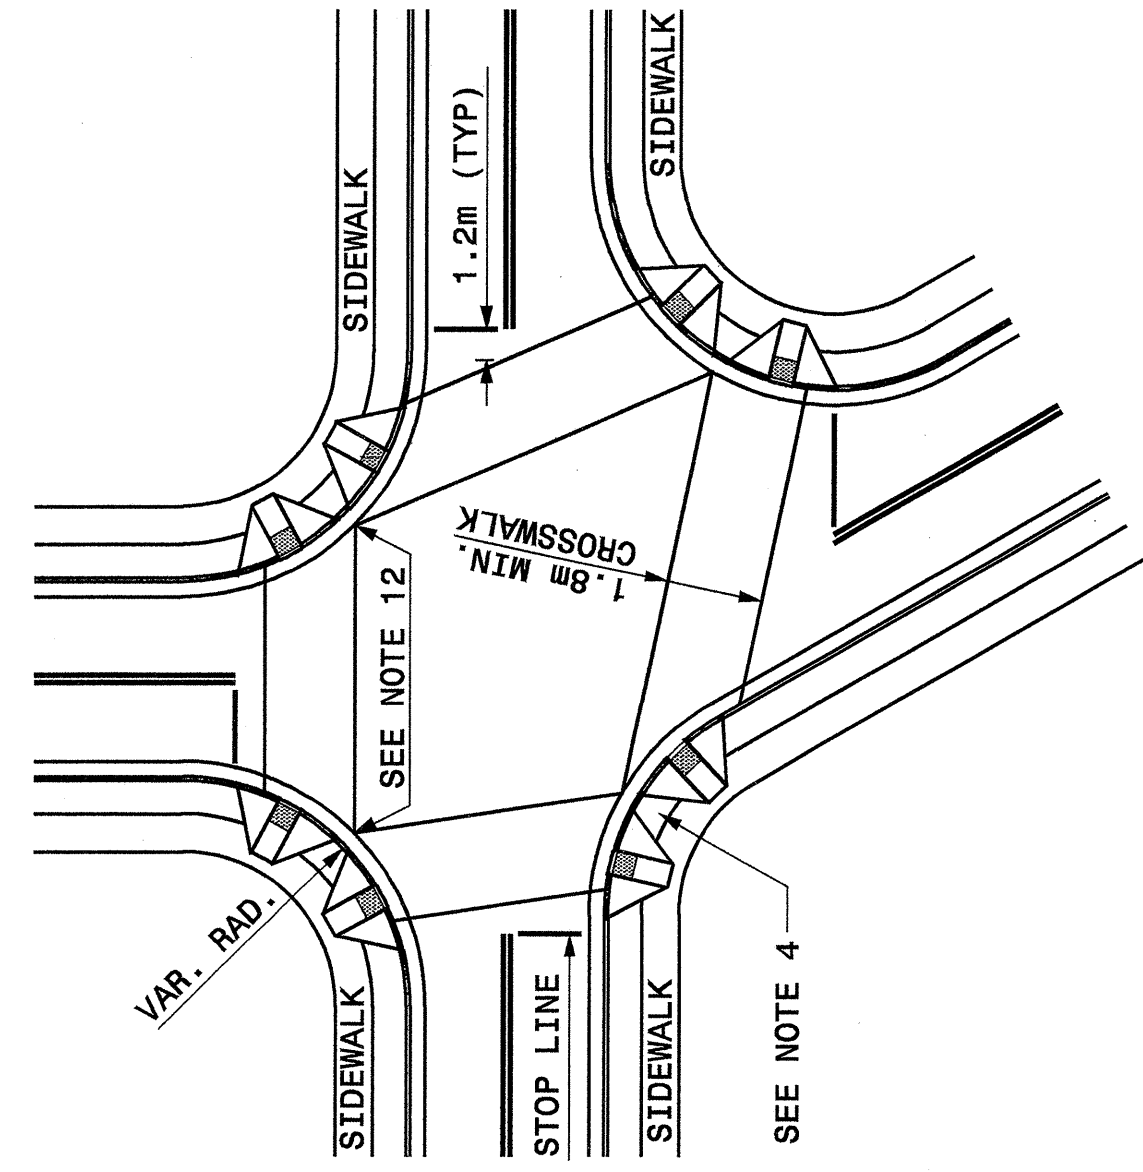 SIDEWALK
1.2m (TYP)
SIDEWALK
1.8m MIN.
CROSSWALK
SEE NOTE 12
VAR. RAD.
SIDEWALK
STOP LINE
SIDEWALK
SEE NOTE 4